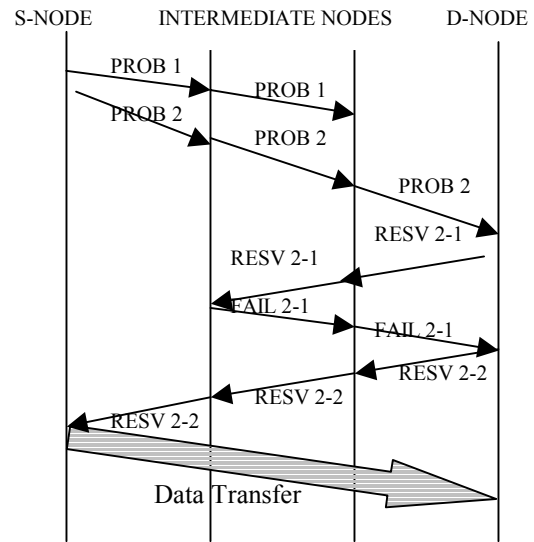 S-NODE INTERMEDIATE NODES D-NODE
PROB 1
PROB 1
PROB 2
PROB 2
PROB 2
RESV 2-1
RESV 2-1
FAIL 2-1
FAIL 2-1
RESV 2-2
RESV 2-2
RESV 2-2
Data Transfer